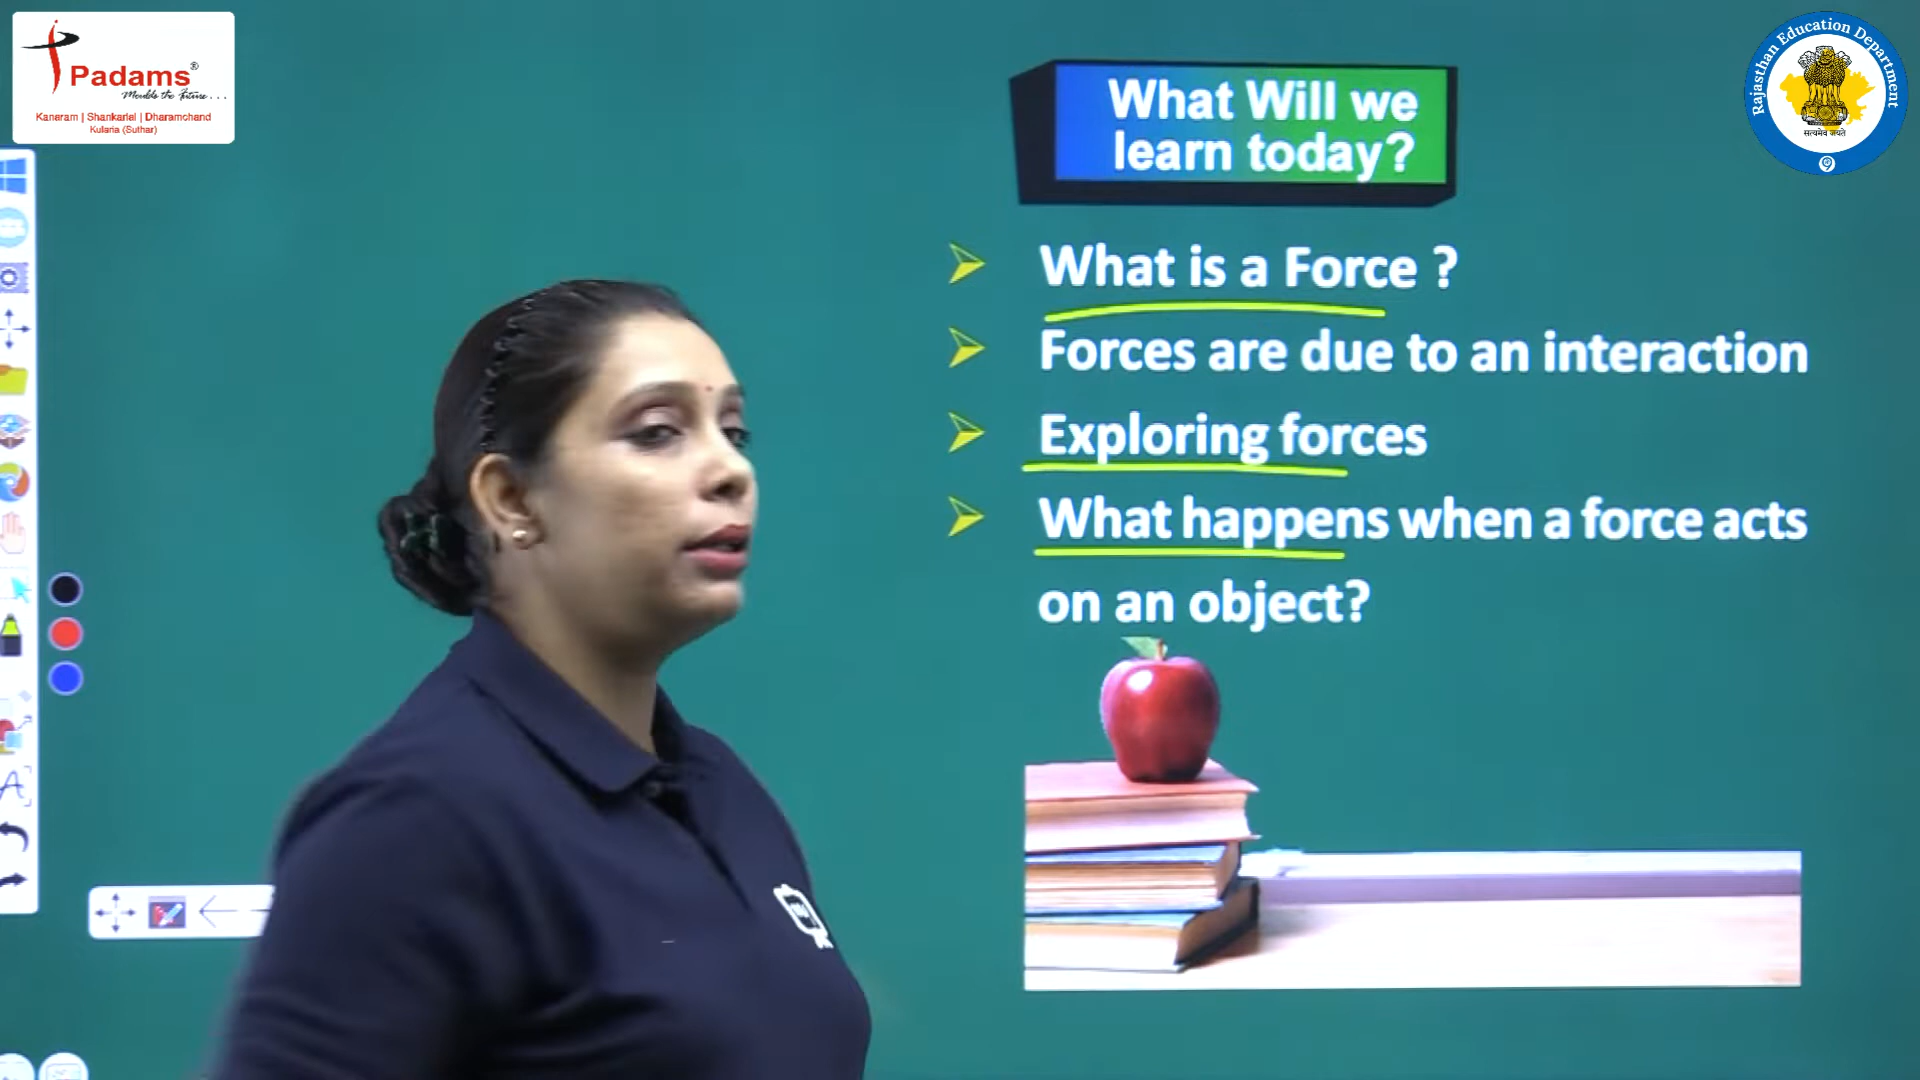 Padams®
Moulds the Future...
Kanaram | Shankarlal | Dharamchand
Kularia (Suthar)
Rajasthan Education Department
सत्यमेव जयते
What Will we
learn today?
What is a Force ?
Forces are due to an interaction
Exploring forces
What happens when a force acts
on an object?
A